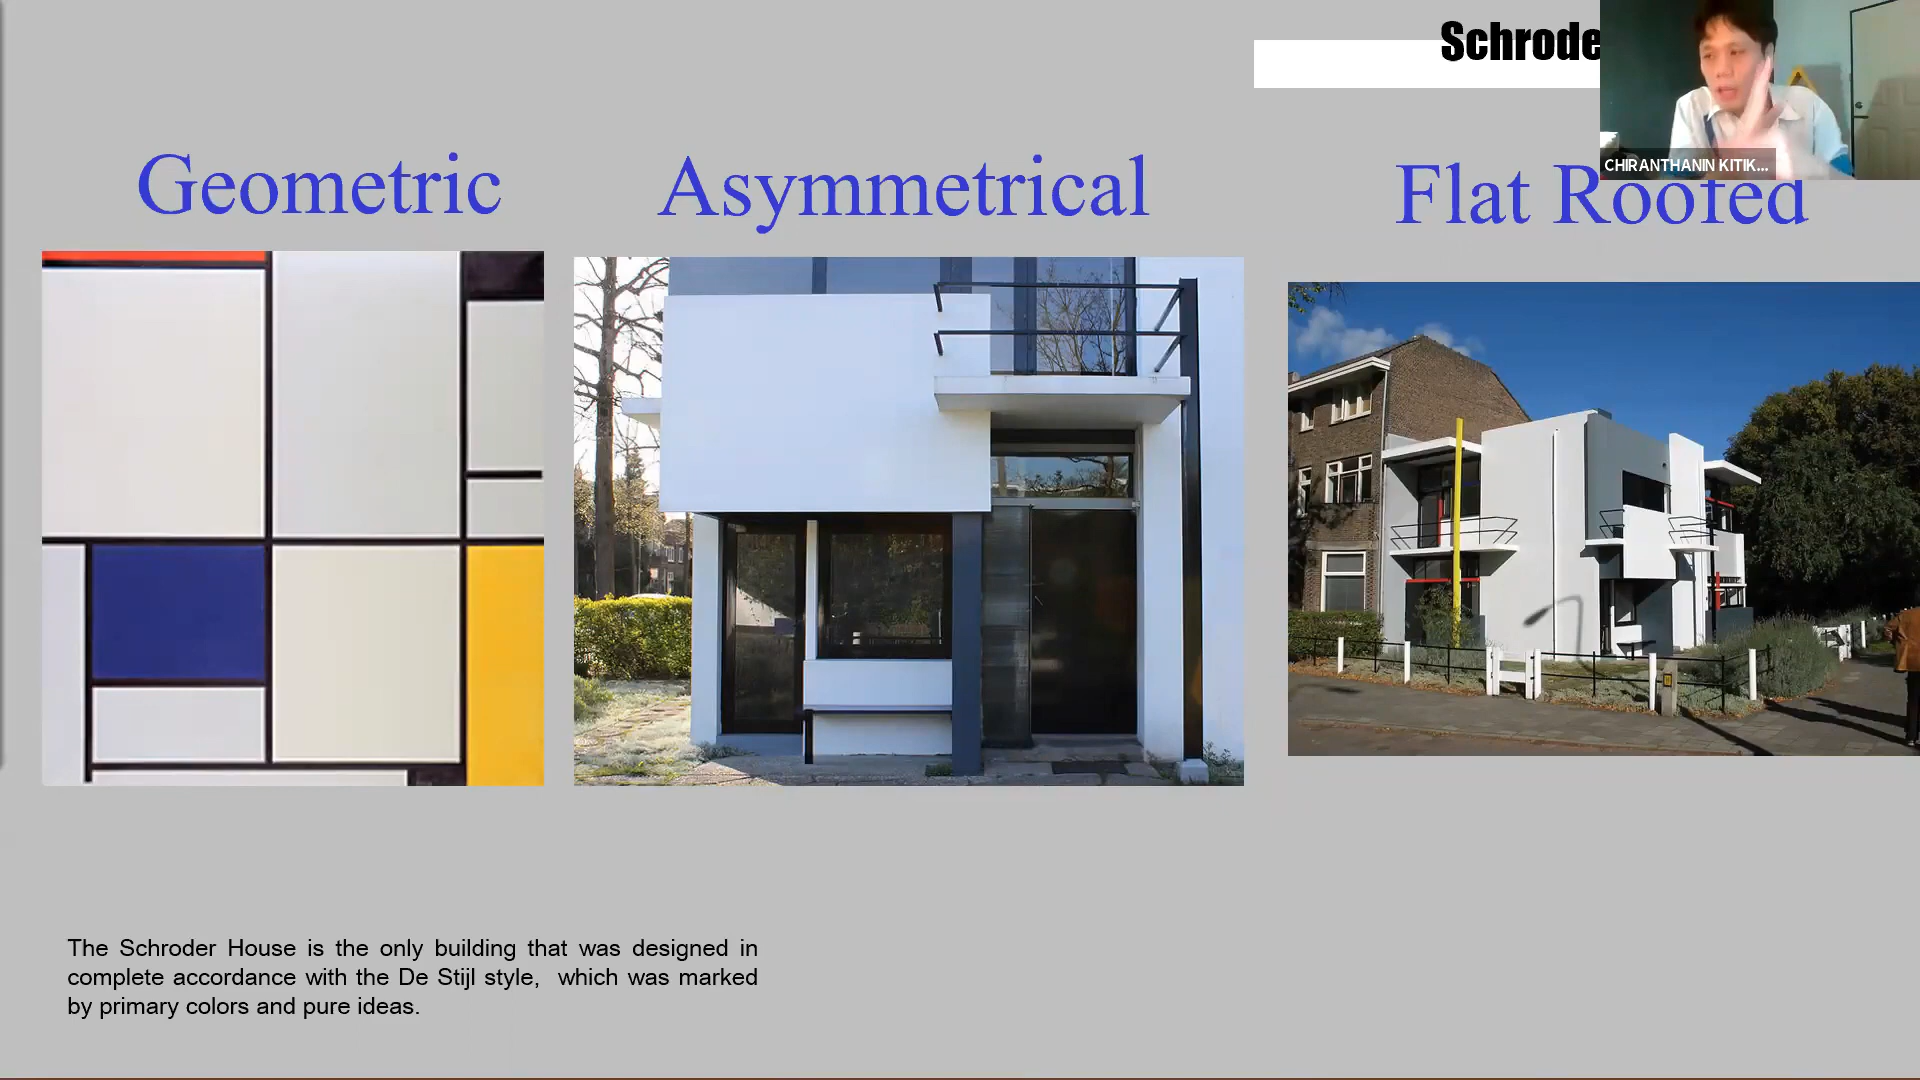 Schrode
CHIRANTHANIN KITIK...
Geometric
Asymmetrical
Flat Roofed
The Schroder House is the only building that was designed in
complete accordance with the De Stijl style,  which was marked
by primary colors and pure ideas.